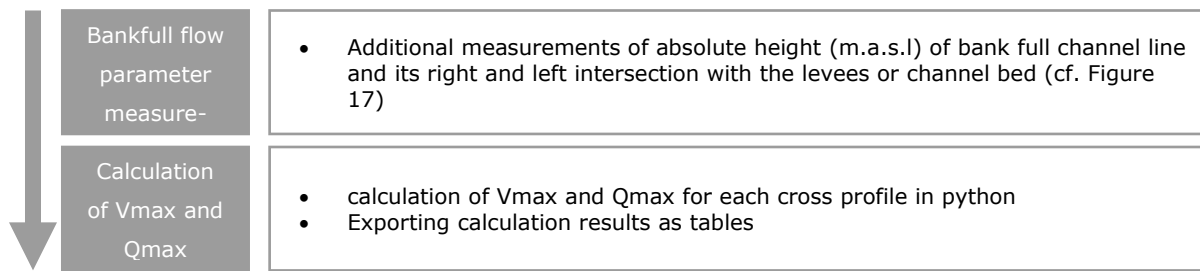 Bankfull flow
parameter
measure-
• Additional measurements of absolute height (m.a.s.l) of bank full channel line
and its right and left intersection with the levees or channel bed (cf. Figure
17)
Calculation
of Vmax and
Qmax
• calculation of Vmax and Qmax for each cross profile in python
• Exporting calculation results as tables